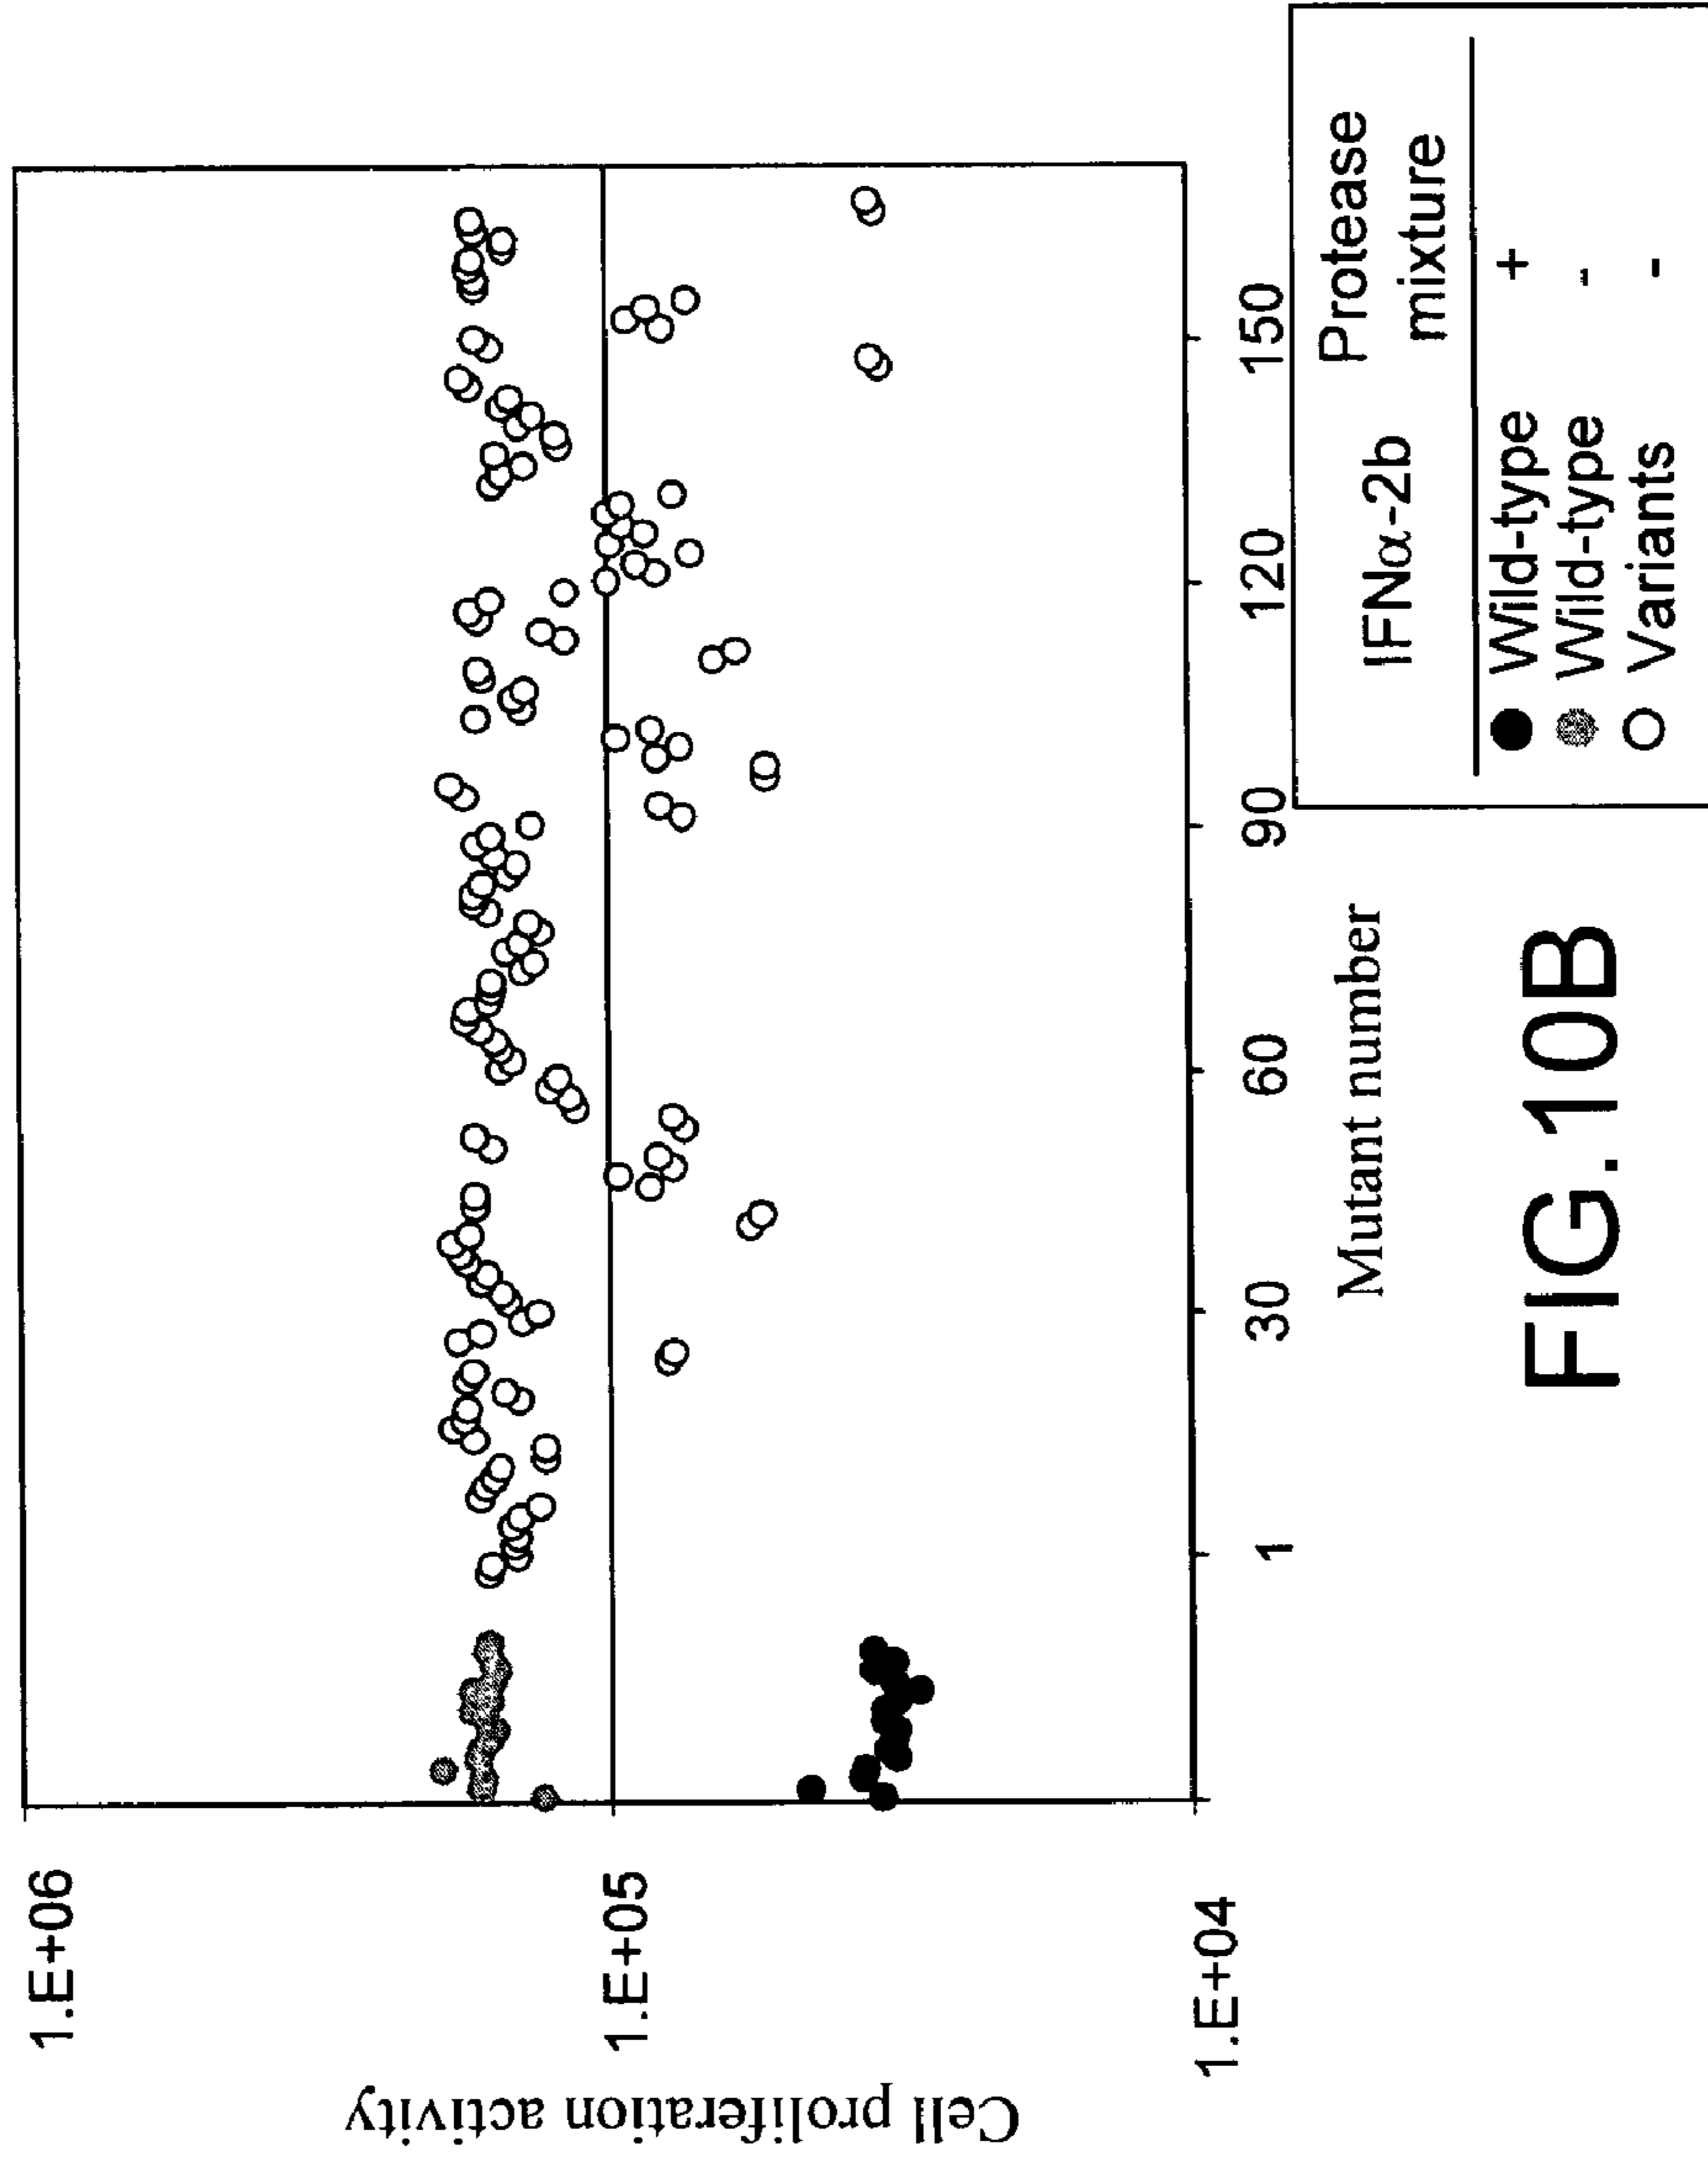 Cell proliferation activity
1.E+06
1.E+05
1.E+04
1
30
60
90
120
150
Mutant number
IFNα-2b
Protease
mixture
Wild-type +
Wild-type -
Variants -
FIG.10B